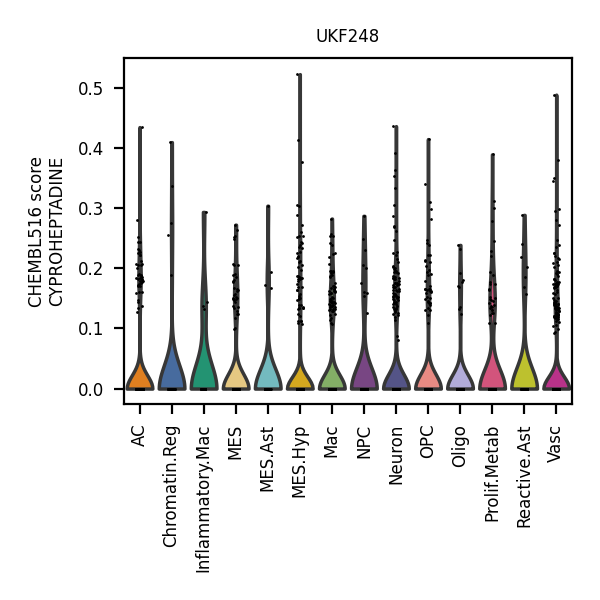 UKF248
CHEMBL516 score
CYPROHEPTADINE
0.5
0.4
0.3
0.2
0.1
0.0
AC
Chromatin.Reg
Inflammatory.Mac
MES
MES.Ast
MES.Hyp
Mac
NPC
Neuron
OPC
Oligo
Prolif.Metab
Reactive.Ast
Vasc